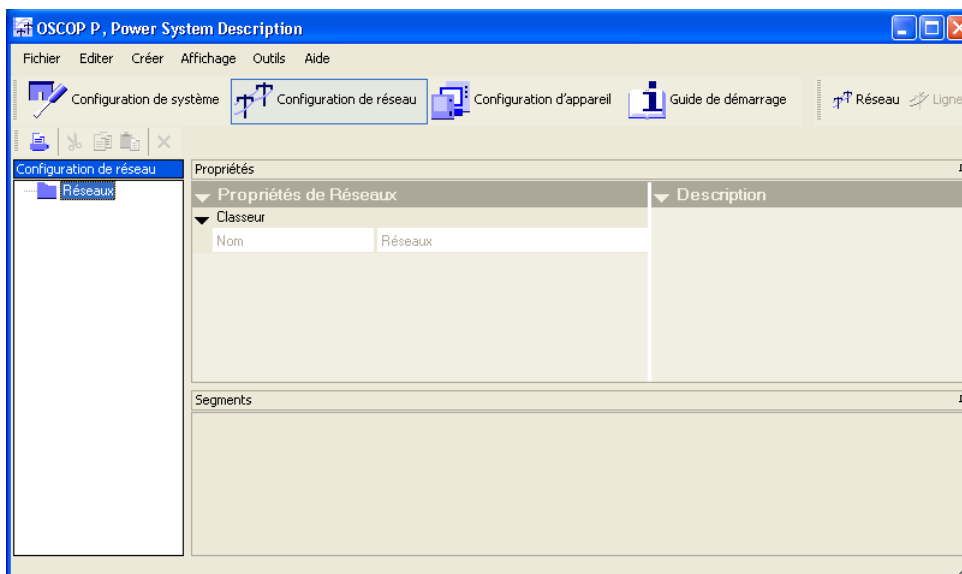 OSCOP P, Power System Description
Fichier Editer Créer Affichage Outils Aide
Configuration de système Configuration de réseau Configuration d'appareil Guide de démarrage Réseau Ligne
Configuration de réseau
Réseaux
Propriétés
Propriétés de Réseaux
Description
Classeur
Nom Réseaux
Segments